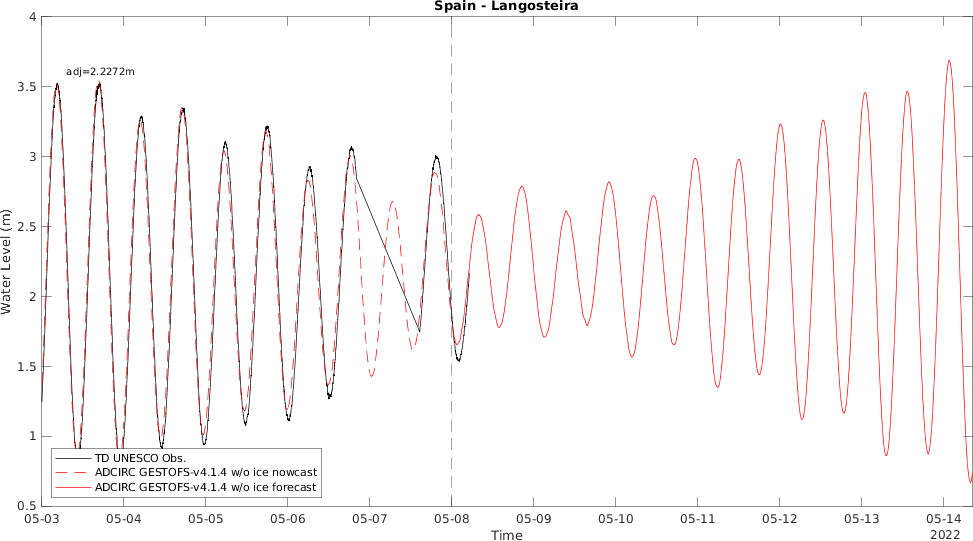 Spain - Langosteira
adj=2.2272m
Water Level (m)
4
3.5
3
2.5
2
1.5
1
0.5
TD UNESCO Obs.
ADCIRC GESTOFS-v4.1.4 w/o ice nowcast
ADCIRC GESTOFS-v4.1.4 w/o ice forecast
05-03 05-04 05-05 05-06 05-07 05-08 05-09 05-10 05-11 05-12 05-13 05-14
2022
Time